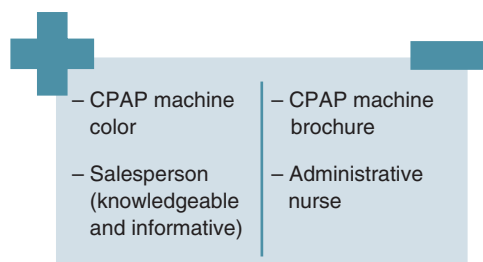 – CPAP machine
color
– Salesperson
(knowledgeable
and informative)
– CPAP machine
brochure
– Administrative
nurse